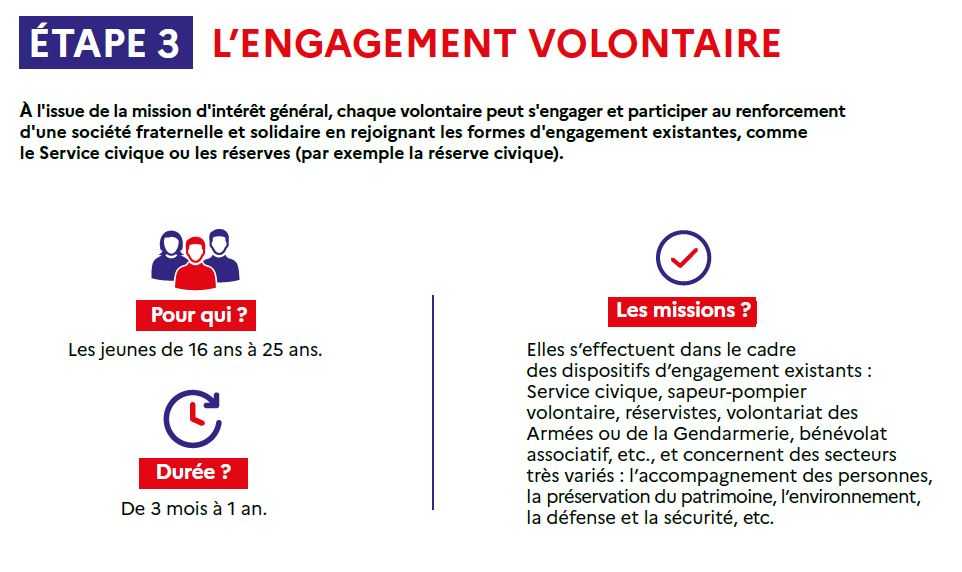 ÉTAPE 3 L'ENGAGEMENT VOLONTAIRE
À l'issue de la mission d'intérêt général, chaque volontaire peut s'engager et participer au renforcement
d'une société fraternelle et solidaire en rejoignant les formes d'engagement existantes, comme
le Service civique ou les réserves (par exemple la réserve civique).
Pour qui ?
Les jeunes de 16 ans à 25 ans.
Durée ?
De 3 mois à 1 an.
Les missions ?
Elles s'effectuent dans le cadre
des dispositifs d'engagement existants :
Service civique, sapeur-pompier
volontaire, réservistes, volontariat des
Armées ou de la Gendarmerie, bénévolat
associatif, etc., et concernent des secteurs
très variés : l'accompagnement des personnes,
la préservation du patrimoine, l'environnement,
la défense et la sécurité, etc.